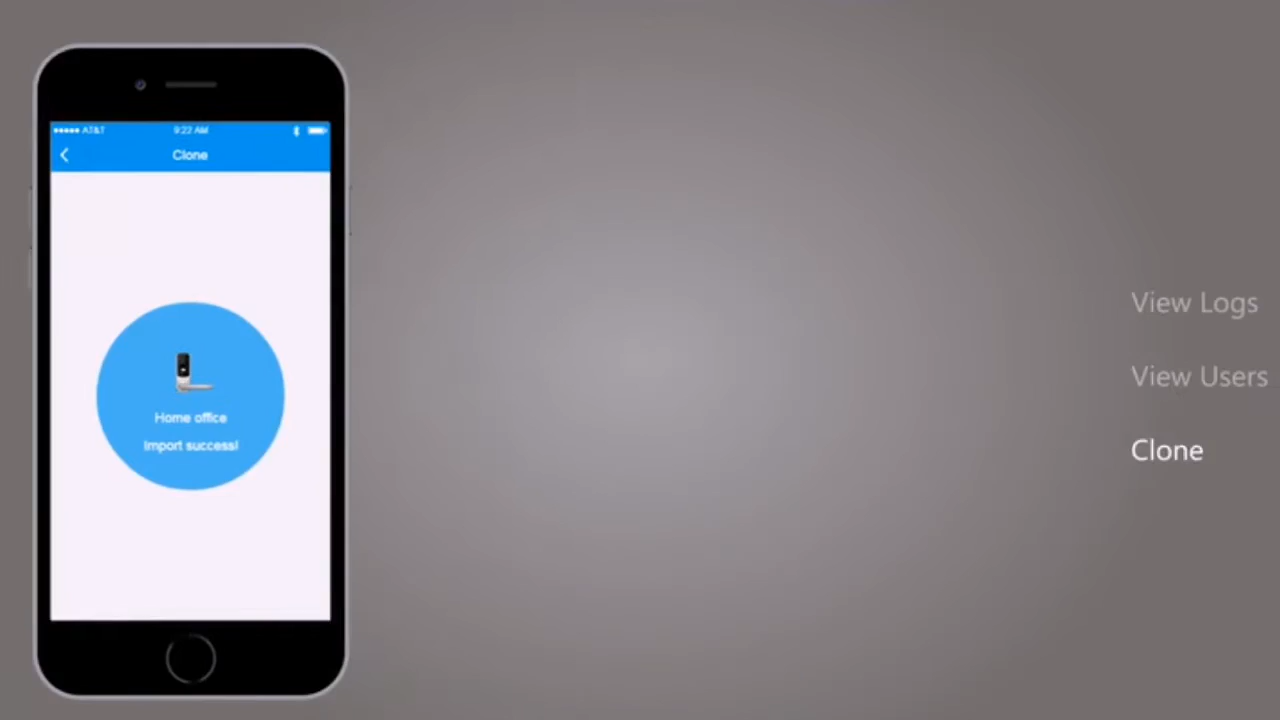 AT&T
9:22 AM
Clone
Home office
Import success!
View Logs
View Users
Clone